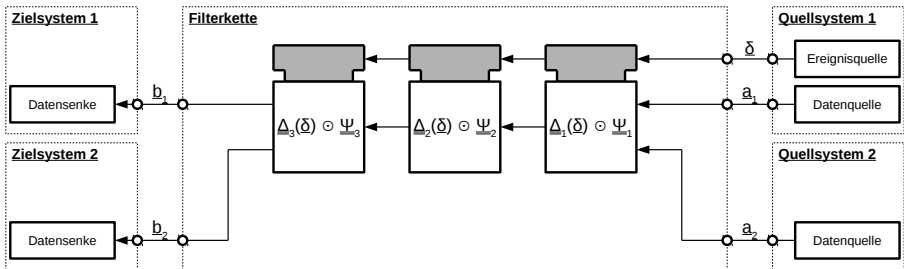 Zielsystem 1
Filterkette
Quellsystem 1
δ
Ereignisquelle
Datensenke
b1
a1
Datenquelle
Δ3(δ) ⊙ Ψ3
Δ2(δ) ⊙ Ψ2
Δ1(δ) ⊙ Ψ1
Zielsystem 2
Quellsystem 2
Datensenke
b2
a2
Datenquelle